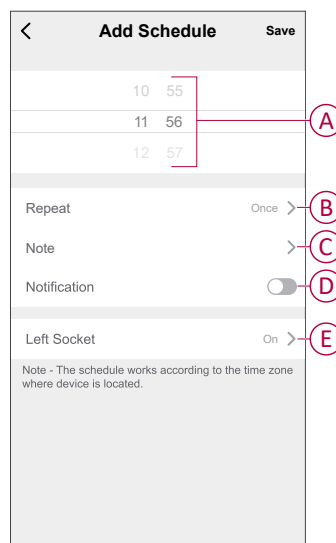 Add Schedule Save
10 55
11 56
12 57
A
Repeat Once B
Note C
Notification D
Left Socket On E
Note - The schedule works according to the time zone
where device is located.